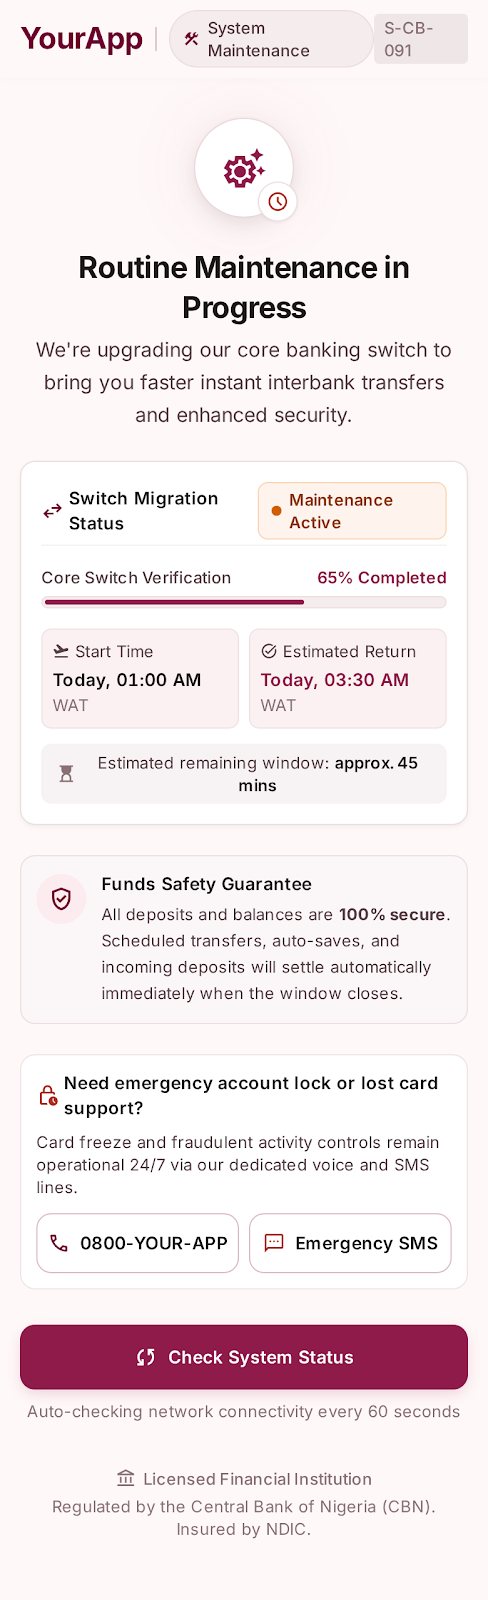 YourApp
System
Maintenance
S-CB-
091
Routine Maintenance in
Progress
We're upgrading our core banking switch to
bring you faster instant interbank transfers
and enhanced security.
Switch Migration
Status
Maintenance
Active
Core Switch Verification
65% Completed
Start Time
Today, 01:00 AM
WAT
Estimated Return
Today, 03:30 AM
WAT
Estimated remaining window: approx. 45
mins
Funds Safety Guarantee
All deposits and balances are 100% secure.
Scheduled transfers, auto-saves, and
incoming deposits will settle automatically
immediately when the window closes.
Need emergency account lock or lost card
support?
Card freeze and fraudulent activity controls remain
operational 24/7 via our dedicated voice and SMS
lines.
0800-YOUR-APP
Emergency SMS
Check System Status
Auto-checking network connectivity every 60 seconds
Licensed Financial Institution
Regulated by the Central Bank of Nigeria (CBN).
Insured by NDIC.